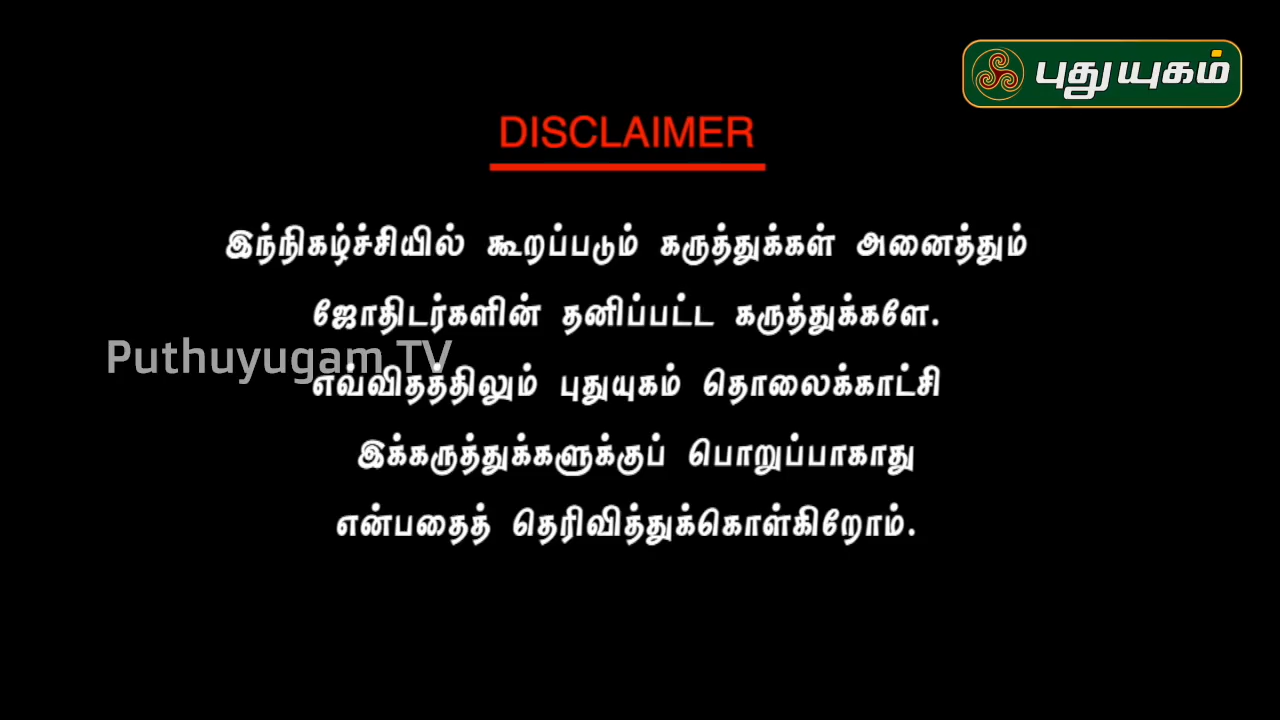 புதுயுகம்
DISCLAIMER
இந்நிகழ்ச்சியில் கூறப்படும் கருத்துக்கள் அனைத்தும்
ஜோதிடர்களின் தனிப்பட்ட கருத்துக்களே.
Puthuyugam TV
எவ்விதத்திலும் புதுயுகம் தொலைக்காட்சி
இக்கருத்துக்களுக்குப் பொறுப்பாகாது
என்பதைத் தெரிவித்துக்கொள்கிறோம்.